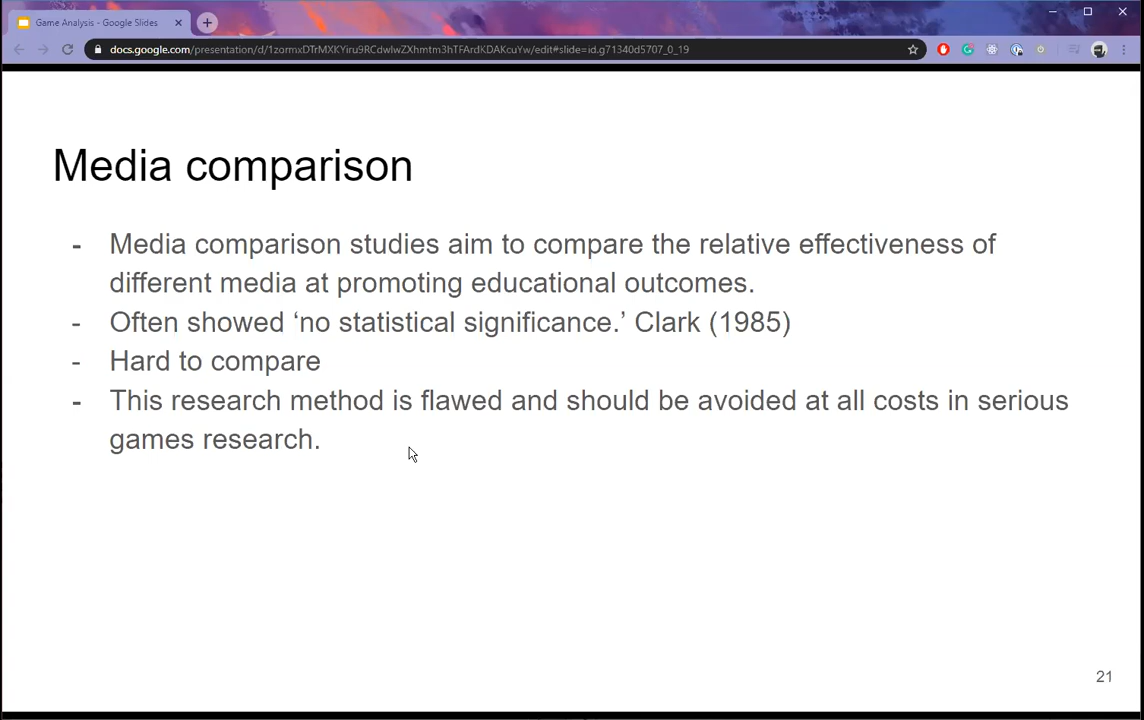 Game Analysis - Google Slides
docs.google.com/presentation/d/1zormxDTrMXKYiru9RCdwlwZXhmtm3hTFArdKDAKcuYw/edit#slide=id.g71340d5707_0_19
Media comparison
- Media comparison studies aim to compare the relative effectiveness of
different media at promoting educational outcomes.
- Often showed ‘no statistical significance.’ Clark (1985)
- Hard to compare
- This research method is flawed and should be avoided at all costs in serious
games research.
21